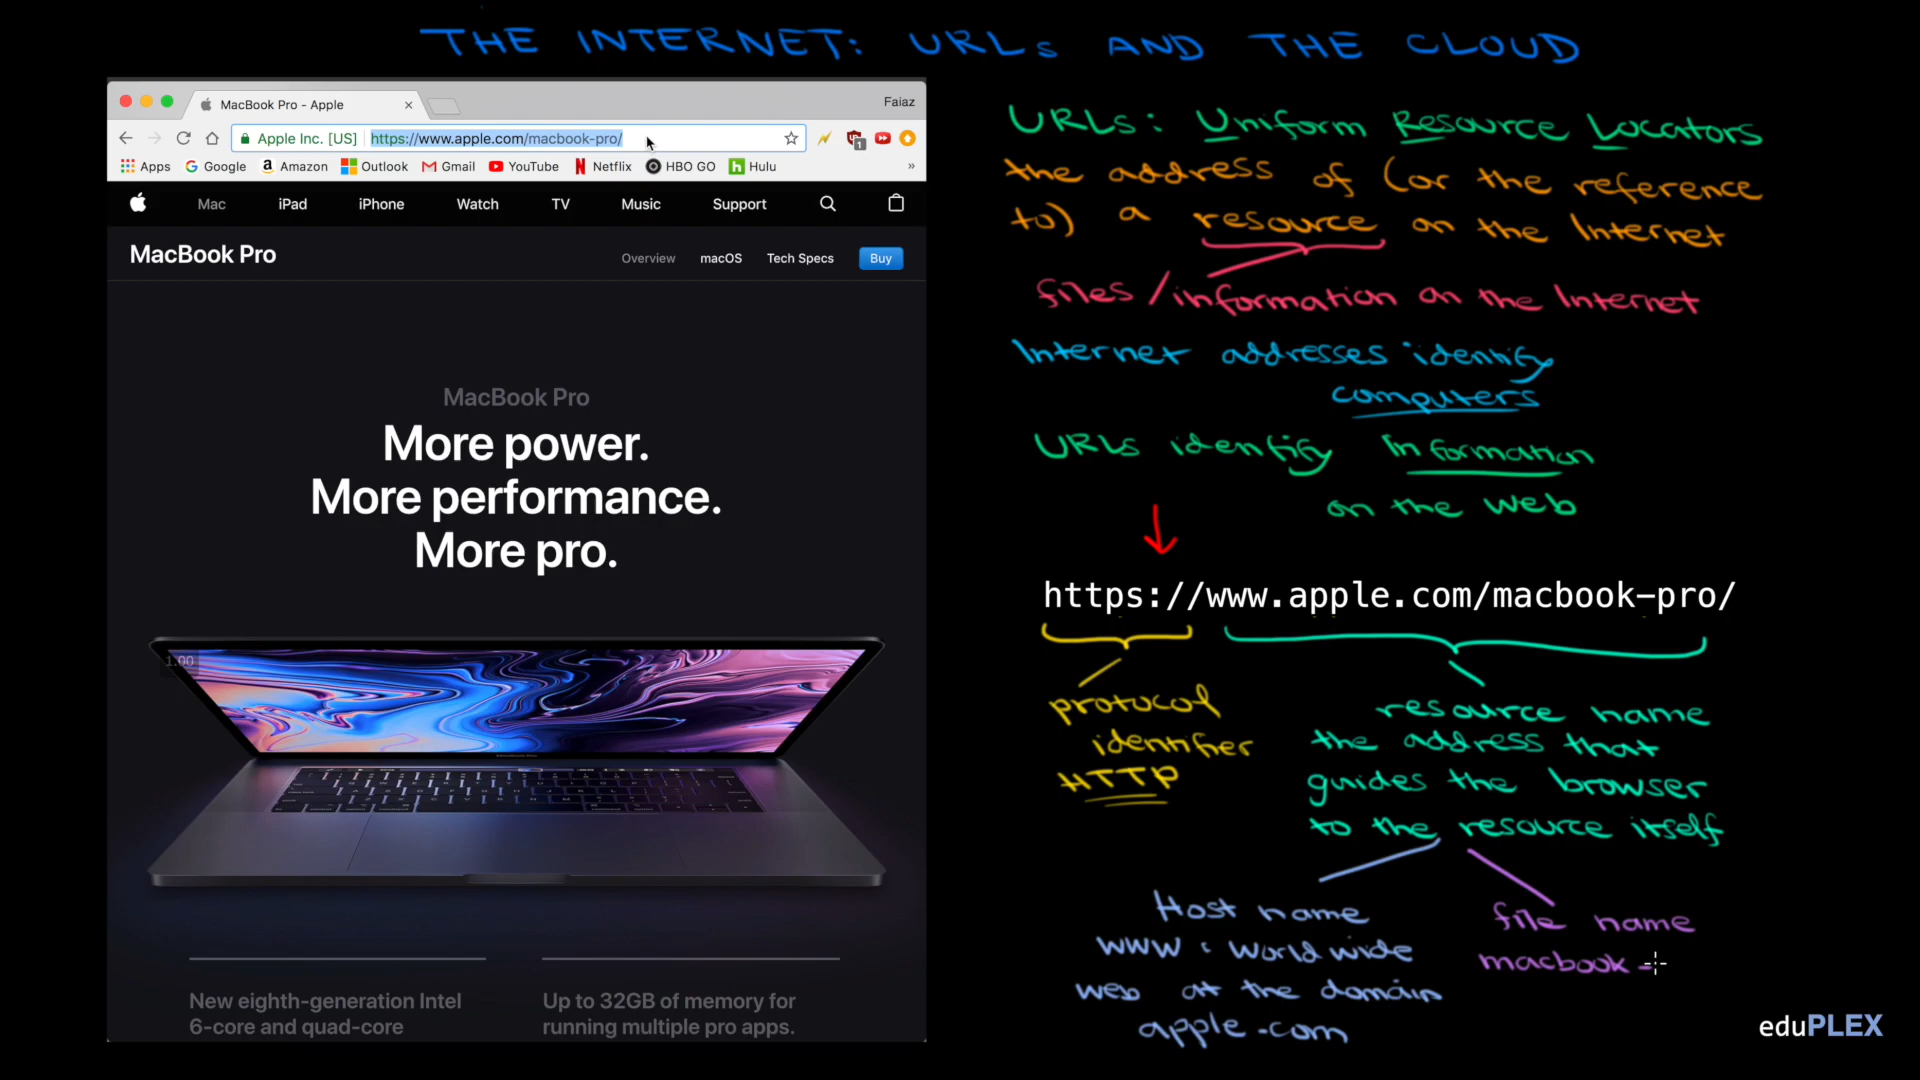 THE INTERNET: URLs AND THE CLOUD
MacBook Pro - Apple
Faiaz
Apple Inc. [US] https://www.apple.com/macbook-pro/
1
Apps Google Amazon Outlook Gmail YouTube Netflix HBO GO Hulu »
Mac iPad iPhone Watch TV Music Support
MacBook Pro
Overview macOS Tech Specs Buy
MacBook Pro
More power.
More performance.
More pro.
1.00
New eighth-generation Intel
6-core and quad-core
Up to 32GB of memory for
running multiple pro apps.
URLs: Uniform Resource Locators
the address of (or the reference
to) a resource on the Internet
files/information on the Internet
Internet addresses identify
computers
URLs identify Information
on the web
https://www.apple.com/macbook-pro/
protocol
identifier
HTTP
resource name
the address that
guides the browser
to the resource itself
Host name
www: world wide
web at the domain
apple.com
file name
macbook -
eduPLEX